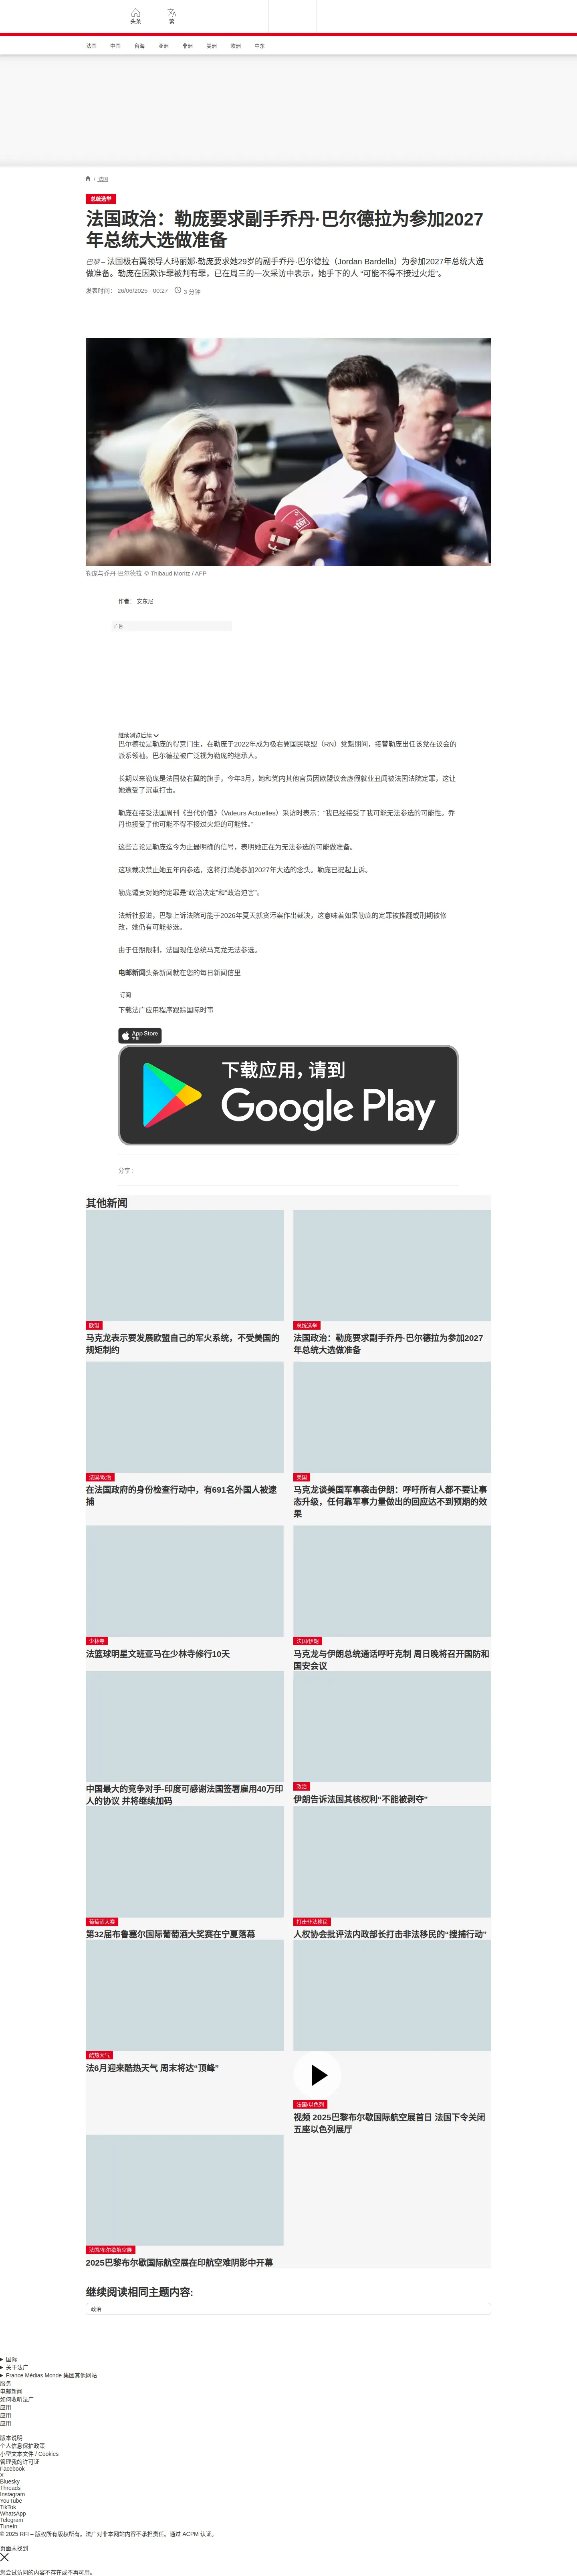 头条
繁
法国
中国
台海
亚洲
非洲
美洲
欧洲
中东
/ 法国
总统选举
法国政治：勒庞要求副手乔丹·巴尔德拉为参加2027
年总统大选做准备
巴黎 – 法国极右翼领导人玛丽娜·勒庞要求她29岁的副手乔丹·巴尔德拉（Jordan Bardella）为参加2027年总统大选
做准备。勒庞在因欺诈罪被判有罪，已在周三的一次采访中表示，她手下的人 “可能不得不接过火炬”。
发表时间： 26/06/2025 - 00:27
3 分钟
勒庞与乔丹·巴尔德拉 © Thibaud Moritz / AFP
作者： 安东尼
广告
继续浏览后续
巴尔德拉是勒庞的得意门生，在勒庞于2022年成为极右翼国民联盟（RN）党魁期间，接替勒庞出任该党在议会的
派系领袖。巴尔德拉被广泛视为勒庞的继承人。
长期以来勒庞是法国极右翼的旗手，今年3月，她和党内其他官员因欧盟议会虚假就业丑闻被法国法院定罪，这让
她遭受了沉重打击。
勒庞在接受法国周刊《当代价值》（Valeurs Actuelles）采访时表示：“我已经接受了我可能无法参选的可能性。乔
丹也接受了他可能不得不接过火炬的可能性。”
这些言论是勒庞迄今为止最明确的信号，表明她正在为无法参选的可能做准备。
这项裁决禁止她五年内参选，这将打消她参加2027年大选的念头。勒庞已提起上诉。
勒庞谴责对她的定罪是“政治决定”和“政治迫害”。
法新社报道，巴黎上诉法院可能于2026年夏天就贪污案作出裁决，这意味着如果勒庞的定罪被推翻或刑期被修
改，她仍有可能参选。
由于任期限制，法国现任总统马克龙无法参选。
电邮新闻头条新闻就在您的每日新闻信里
订阅
下载法广应用程序跟踪国际时事
App Store
下载
下载应用，请到
Google Play
分享 :
其他新闻
欧盟
马克龙表示要发展欧盟自己的军火系统，不受美国的
规矩制约
总统选举
法国政治：勒庞要求副手乔丹·巴尔德拉为参加2027
年总统大选做准备
法国/政治
在法国政府的身份检查行动中，有691名外国人被逮
捕
美国
马克龙谈美国军事袭击伊朗：呼吁所有人都不要让事
态升级，任何靠军事力量做出的回应达不到预期的效
果
少林寺
法篮球明星文班亚马在少林寺修行10天
法国/伊朗
马克龙与伊朗总统通话呼吁克制 周日晚将召开国防和
国安会议
中国最大的竞争对手-印度可感谢法国签署雇用40万印
人的协议 并将继续加码
政治
伊朗告诉法国其核权利“不能被剥夺”
葡萄酒大赛
第32届布鲁塞尔国际葡萄酒大奖赛在宁夏落幕
打击非法移民
人权协会批评法内政部长打击非法移民的“搜捕行动”
酷热天气
法6月迎来酷热天气 周末将达“顶峰”
法国/以色列
视频 2025巴黎布尔歇国际航空展首日 法国下令关闭
五座以色列展厅
法国/布尔歇航空展
2025巴黎布尔歇国际航空展在印航空难阴影中开幕
继续阅读相同主题内容:
政治
国际
关于法广
France Médias Monde 集团其他网站
服务
电邮新闻
如何收听法广
应用
应用
应用
版本说明
个人信息保护政策
小型文本文件 / Cookies
管理我的许可证
Facebook
X
Bluesky
Threads
Instagram
YouTube
TikTok
WhatsApp
Telegram
TuneIn
© 2025 RFI – 版权所有版权所有。法广对非本网站内容不承担责任。通过 ACPM 认证。
页面未找到
您尝试访问的内容不存在或不再可用。